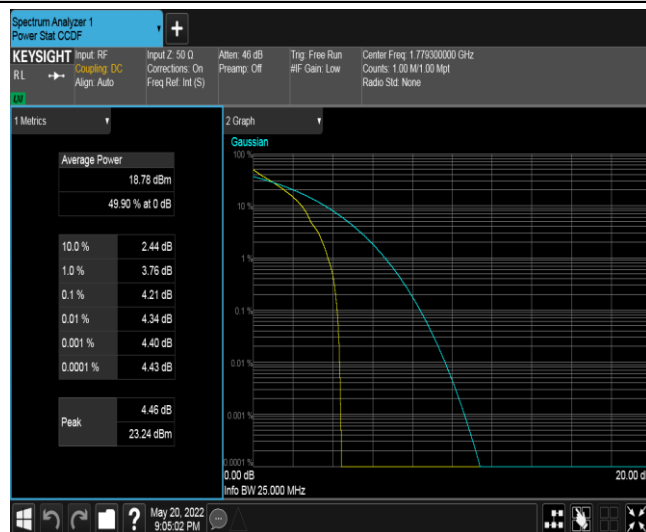 Spectrum Analyzer 1
Power Stat CCDF
KEYSIGHT
RL
Input: RF
Coupling: DC
Align: Auto
Input Z: 50 Ω
Corrections: On
Freq Ref: Int (S)
Atten: 46 dB
Preamp: Off
Trig: Free Run
#IF Gain: Low
Center Freq: 1.779300000 GHz
Counts: 1.00 M/1.00 Mpt
Radio Std: None
1 Metrics
Average Power
18.78 dBm
49.90 % at 0 dB
10.0 % 2.44 dB
1.0 % 3.76 dB
0.1 % 4.21 dB
0.01 % 4.34 dB
0.001 % 4.40 dB
0.0001 % 4.43 dB
Peak
4.46 dB
23.24 dBm
2 Graph
Gaussian
100 %
10 %
1 %
0.1 %
0.01 %
0.001 %
0.0001 %
0.00 dB
20.00 d
Info BW 25.000 MHz
May 20, 2022
9:05:02 PM